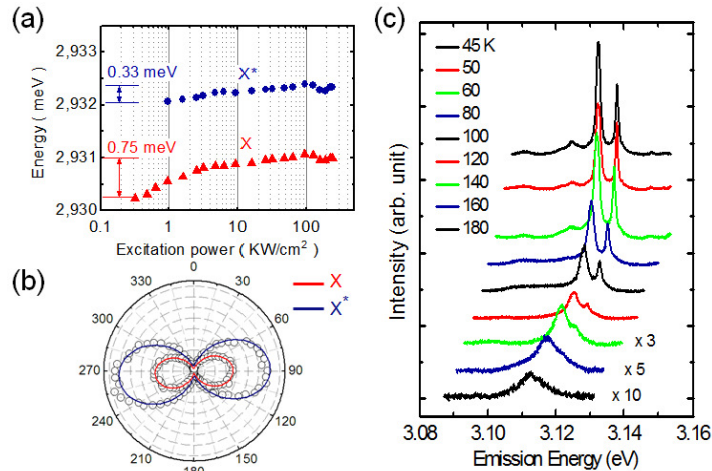 (a)
2,933
2,932
2,931
2,930
Energy ( meV )
0.33 meV
0.75 meV
X*
X
0.1 1 10 100
Excitation power ( KW/cm²)
(b)
0
30
60
90
120
150
180
210
240
270
300
330
X
X*
(c)
45 K
50
60
80
100
120
140
160
180
Intensity (arb. unit)
x 3
x 5
x 10
3.08 3.10 3.12 3.14 3.16
Emission Energy (eV)